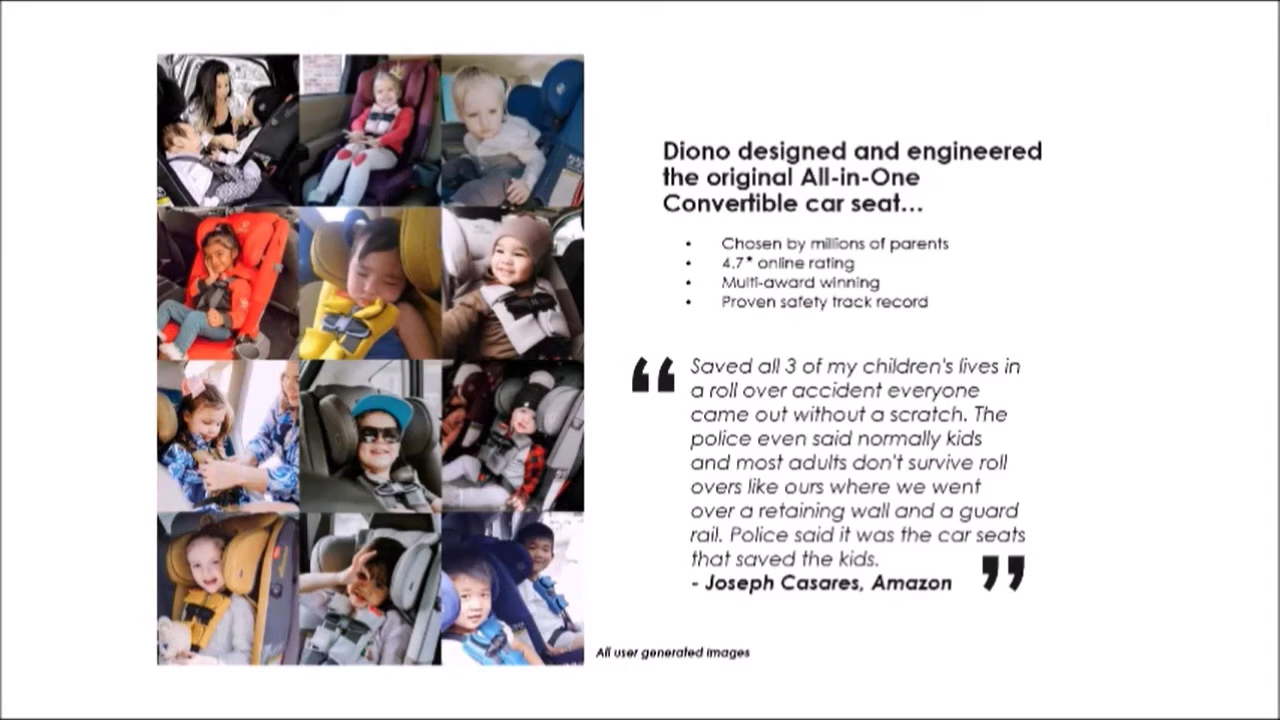 Diono designed and engineered
the original All-in-One
Convertible car seat...
• Chosen by millions of parents
• 4.7* online rating
• Multi-award winning
• Proven safety track record
“ Saved all 3 of my children's lives in
a roll over accident everyone
came out without a scratch. The
police even said normally kids
and most adults don't survive roll
overs like ours where we went
over a retaining wall and a guard
rail. Police said it was the car seats
that saved the kids.
- Joseph Casares, Amazon ”
All user generated images